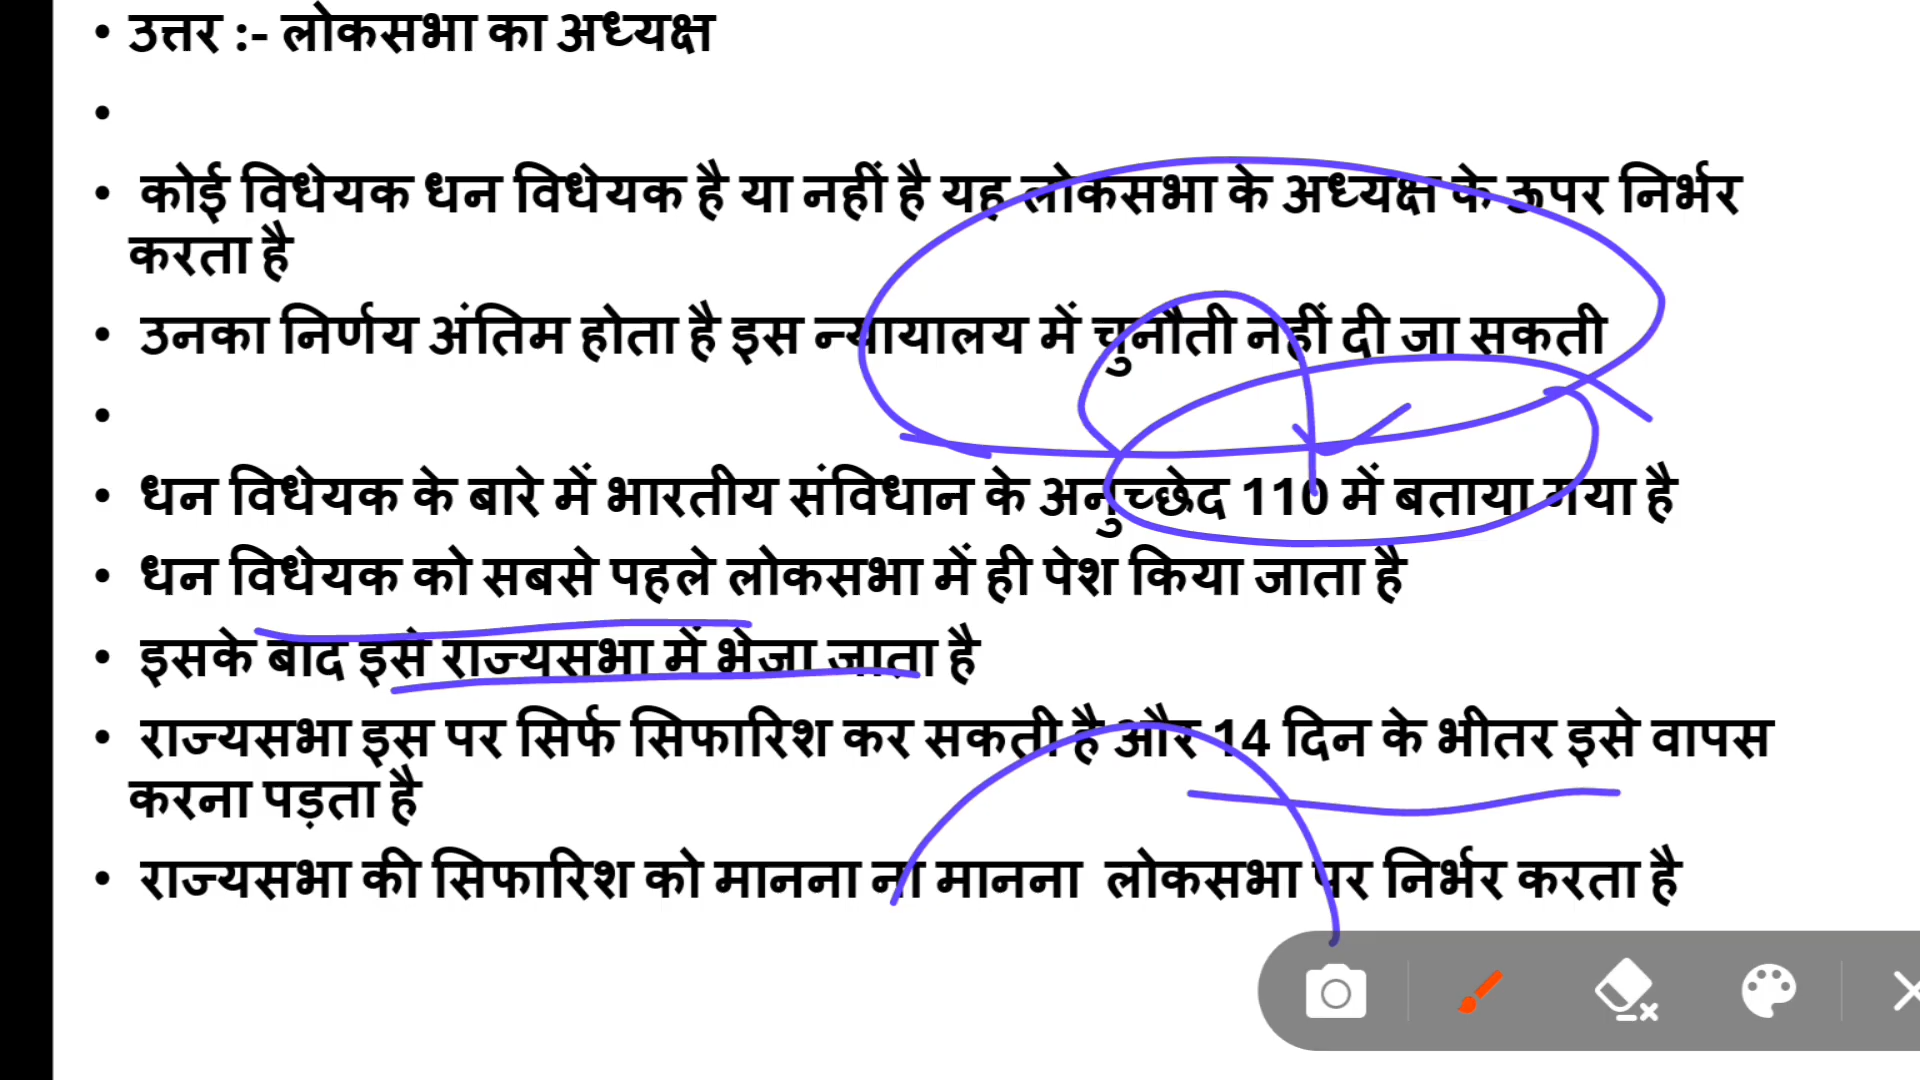 • उत्तर :- लोकसभा का अध्यक्ष
•
• कोई विधेयक धन विधेयक है या नहीं है यह लोकसभा के अध्यक्ष के ऊपर निर्भर
करता है
• उनका निर्णय अंतिम होता है इस न्यायालय में चुनौती नहीं दी जा सकती
•
• धन विधेयक के बारे में भारतीय संविधान के अनुच्छेद 110 में बताया गया है
• धन विधेयक को सबसे पहले लोकसभा में ही पेश किया जाता है
• इसके बाद इसे राज्यसभा में भेजा जाता है
• राज्यसभा इस पर सिर्फ सिफारिश कर सकती है और 14 दिन के भीतर इसे वापस
करना पड़ता है
• राज्यसभा की सिफारिश को मानना ना मानना लोकसभा पर निर्भर करता है